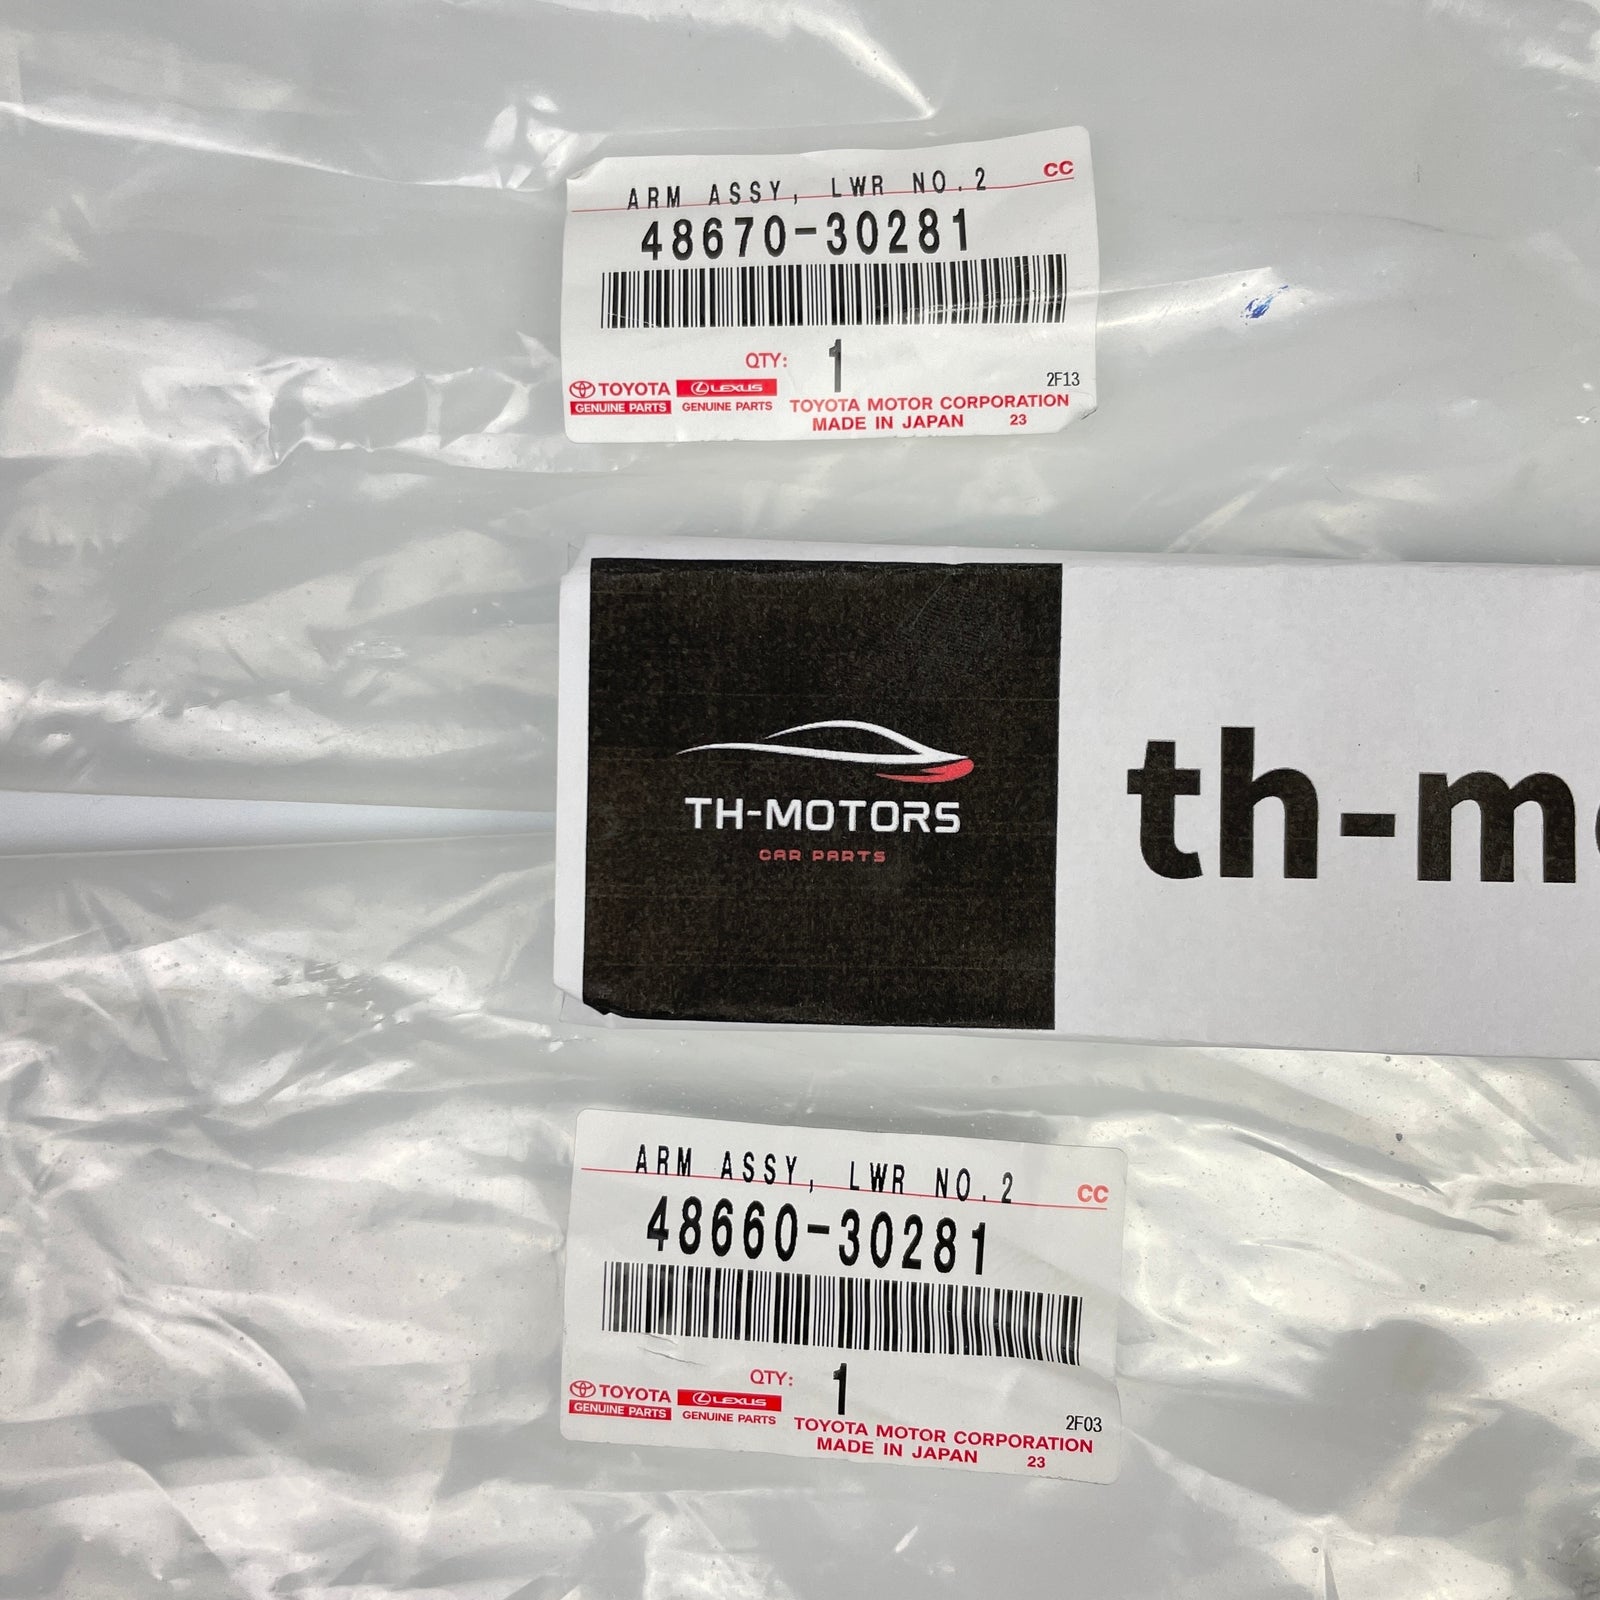 ARM ASSY, LWR NO.2 CC
48670-30281
QTY: 1
TOYOTA LEXUS 2F13
GENUINE PARTS GENUINE PARTS TOYOTA MOTOR CORPORATION
MADE IN JAPAN 23
TH-MOTORS
CAR PARTS
th-m
ARM ASSY, LWR NO.2 CC
48660-30281
QTY: 1
TOYOTA LEXUS 2F03
GENUINE PARTS GENUINE PARTS TOYOTA MOTOR CORPORATION
MADE IN JAPAN 23